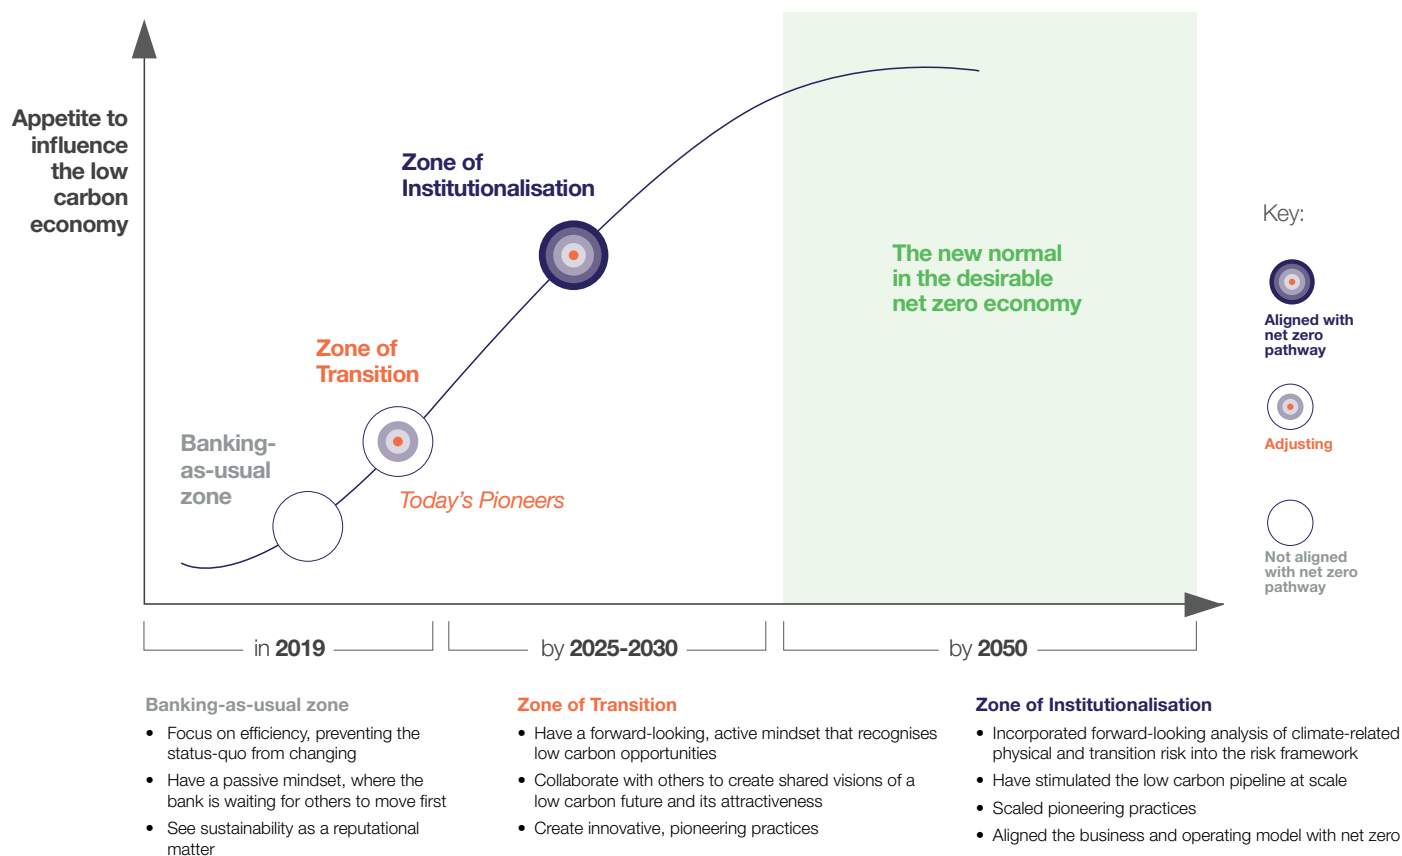 Appetite to
influence
the low
carbon
economy
Zone of
Institutionalisation
Zone of
Transition
Banking-
as-usual
zone
Today's Pioneers
The new normal
in the desirable
net zero economy
Key:
Aligned with
net zero
pathway
Adjusting
Not aligned
with net zero
pathway
in 2019
by 2025-2030
by 2050
Banking-as-usual zone
• Focus on efficiency, preventing the
status-quo from changing
• Have a passive mindset, where the
bank is waiting for others to move first
• See sustainability as a reputational
matter
Zone of Transition
• Have a forward-looking, active mindset that recognises
low carbon opportunities
• Collaborate with others to create shared visions of a
low carbon future and its attractiveness
• Create innovative, pioneering practices
Zone of Institutionalisation
• Incorporated forward-looking analysis of climate-related
physical and transition risk into the risk framework
• Have stimulated the low carbon pipeline at scale
• Scaled pioneering practices
• Aligned the business and operating model with net zero